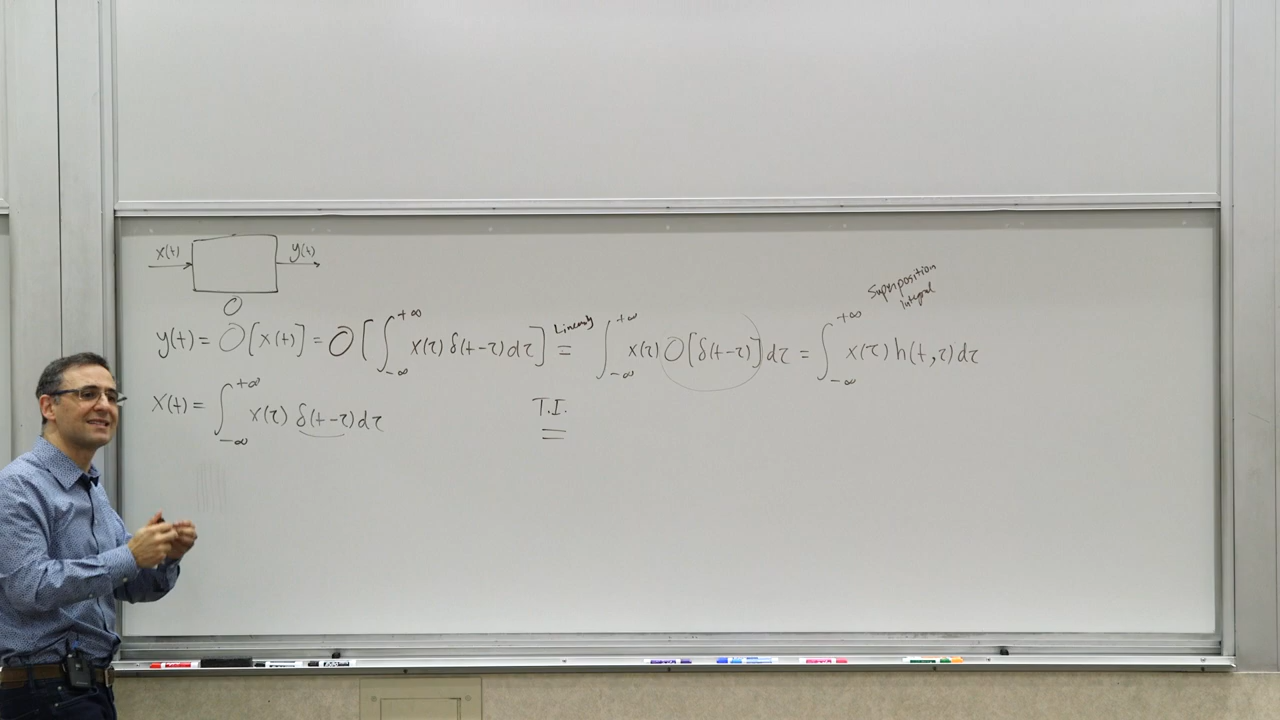 x(t) y(t)
O
Superposition integral
y(t) = O[x(t)] = O[∫_{-∞}^{+∞} x(τ) δ(t-τ) dτ] =^{Linearity} ∫_{-∞}^{+∞} x(τ) O[δ(t-τ)] dτ = ∫_{-∞}^{+∞} x(τ) h(t,τ) dτ
x(t) = ∫_{-∞}^{+∞} x(τ) δ(t-τ) dτ
T.I.